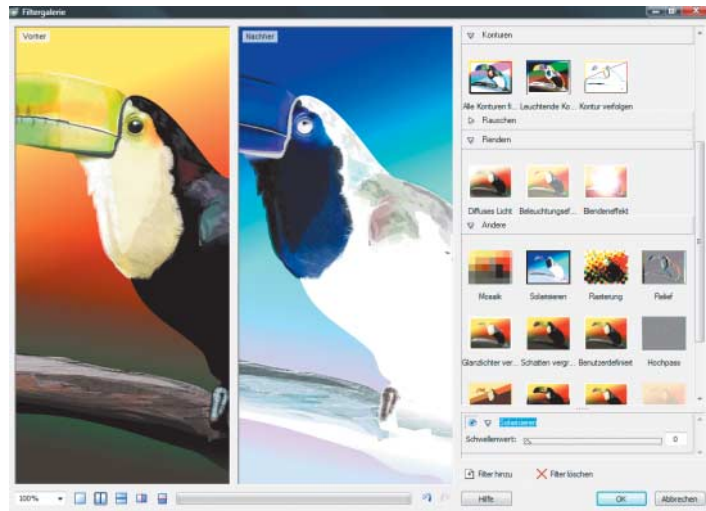 Filtergalerie
Vorher
Nachher
Konturen
Alle Konturen fi... Leuchtende Ko... Kontur verfolgen
Rauschen
Rendern
Diffuses Licht Beleuchtungsef... Blendeneffekt
Andere
Mosaik Solarisieren Rasterung Relief
Glanzlichter ver... Schatten vergr... Benutzerdefiniert Hochpass
Solarisieren
Schwellenwert: 0
Filter hinzu Filter löschen
100% Hilfe OK Abbrechen